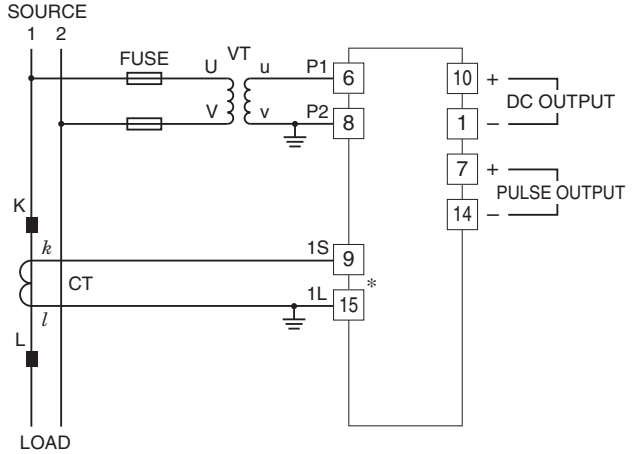 SOURCE
1 2
FUSE
VT
U u P1 6
V v P2 8
10 + DC OUTPUT
1 –
7 + PULSE OUTPUT
14 –
K
k 1S 9
CT
*
l 1L 15
L
LOAD